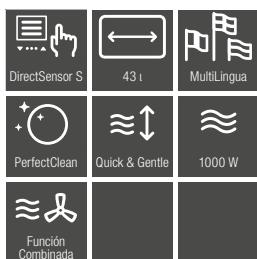 DirectSensor S
43 l
MultiLingua
PerfectClean
Quick & Gentle
1000 W
Función
Combinada